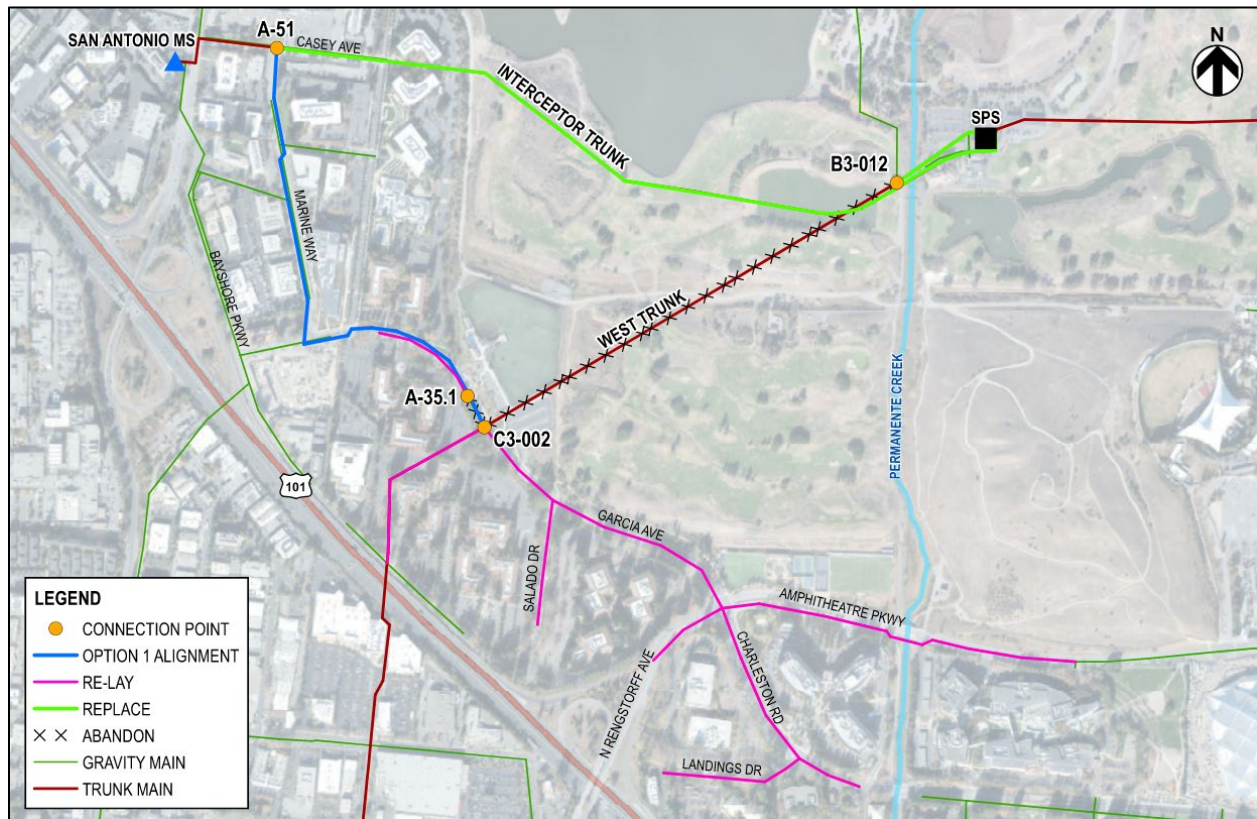 SAN ANTONIO MS
A-51
CASEY AVE
N
INTERCEPTOR TRUNK
SPS
B3-012
MARINE WAY
BAYSHORE PKWY
WEST TRUNK
PERMANENTE CREEK
A-35.1
C3-002
101
GARCIA AVE
SALADO DR
AMPHITHEATRE PKWY
CHARLESTON RD
N RENGSTORFF AVE
LANDINGS DR
LEGEND
CONNECTION POINT
OPTION 1 ALIGNMENT
RE-LAY
REPLACE
ABANDON
GRAVITY MAIN
TRUNK MAIN